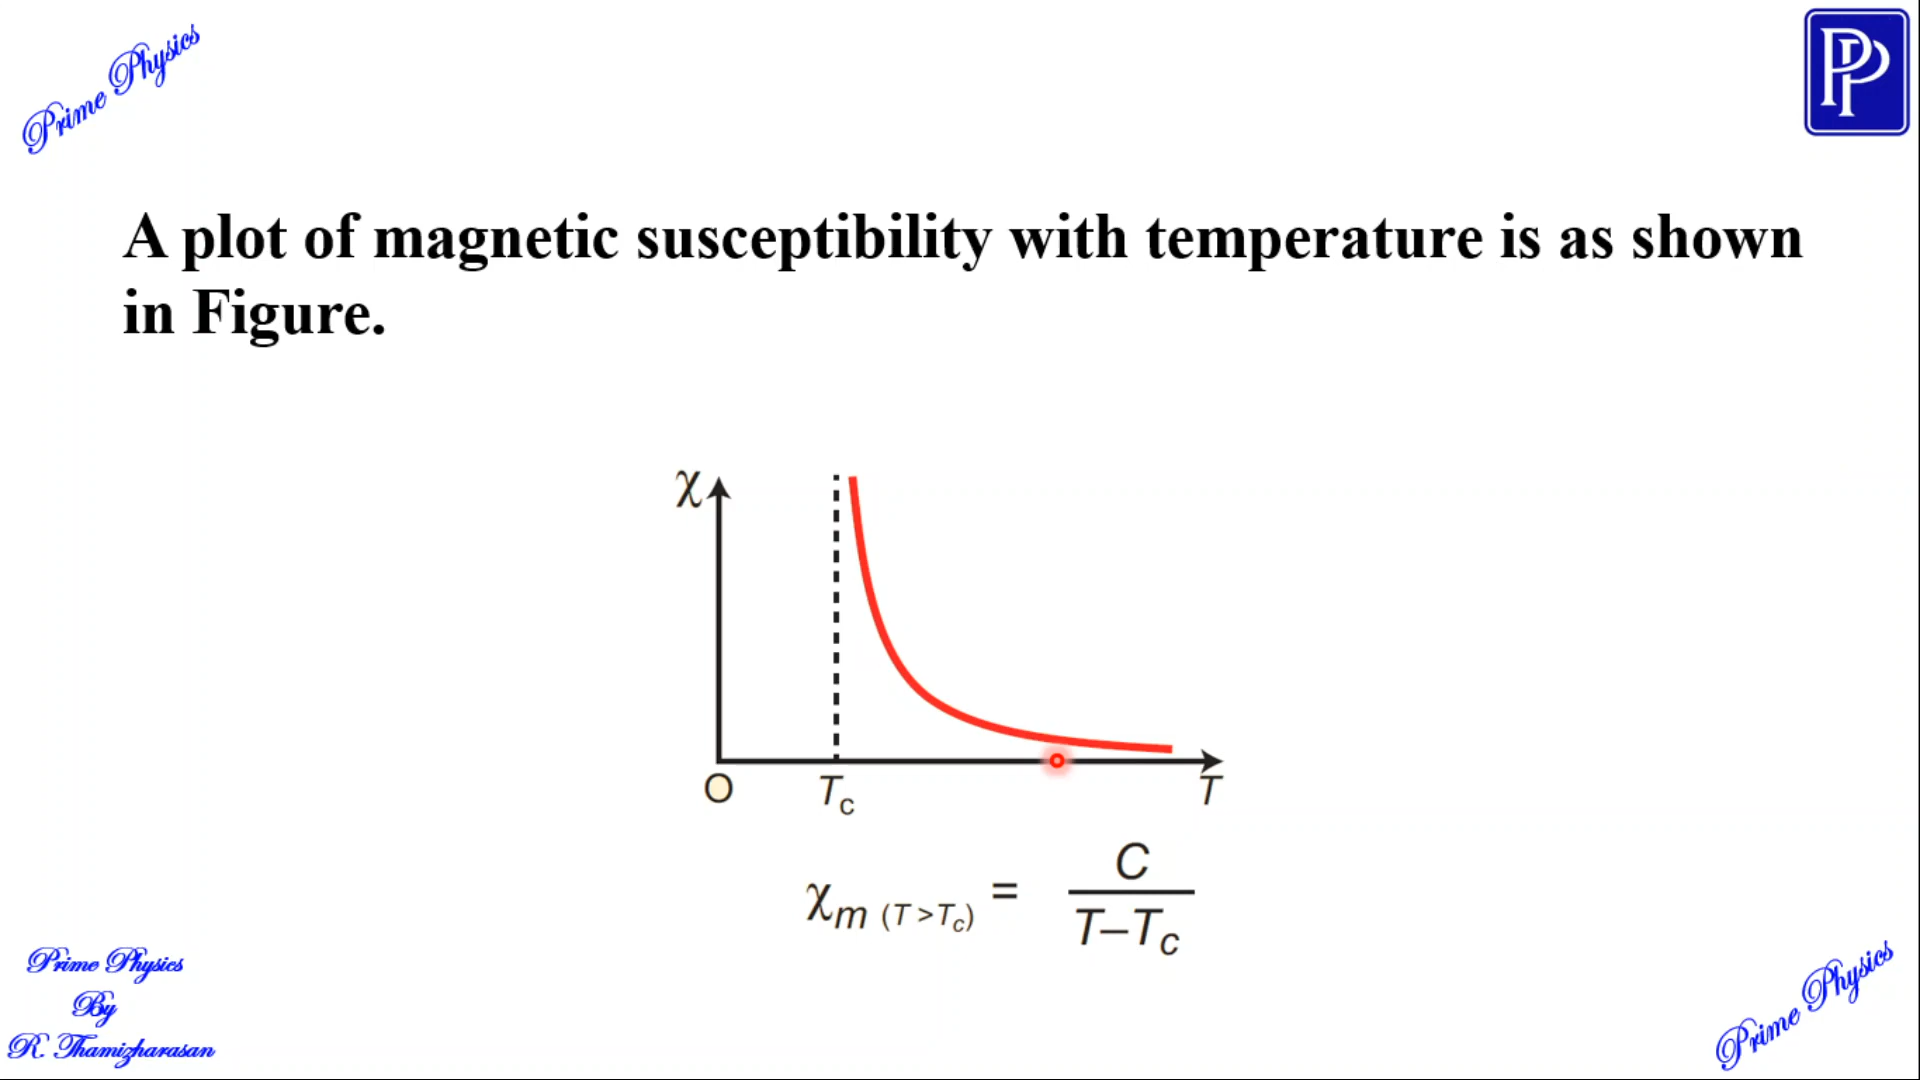 Prime Physics
PP
A plot of magnetic susceptibility with temperature is as shown
in Figure.
χ
O
Tc
T
χm (T >Tc) = C / T–Tc
Prime Physics
By
R. Thamizharasan
Prime Physics